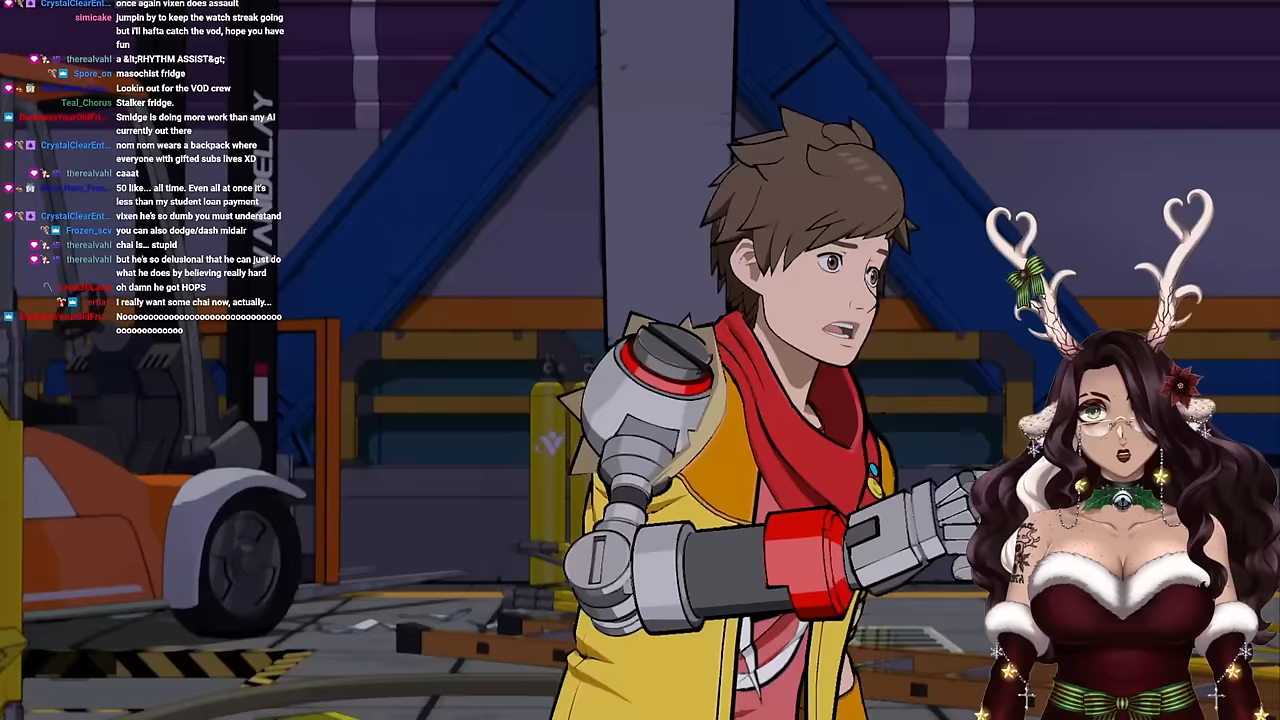 CrystalClearEnt... once again vixen does assault
simicake jumpin by to keep the watch streak going
but i'll hafta catch the vod, hope you have
fun
therealvahl a &lt;RHYTHM ASSIST&gt;
Spore_on masochist fridge
Lookin out for the VOD crew
Teal_Chorus Stalker fridge.
Smidge is doing more work than any AI
currently out there
CrystalClearEnt... nom nom wears a backpack where
everyone with gifted subs lives XD
therealvahl caaat
50 like... all time. Even all at once it's
less than my student loan payment
CrystalClearEnt... vixen he's so dumb you must understand
Frozen_scv you can also dodge/dash midair
therealvahl chai is... stupid
therealvahl but he's so delusional that he can just do
what he does by believing really hard
oh damn he got HOPS
I really want some chai now, actually...
VANDELAY